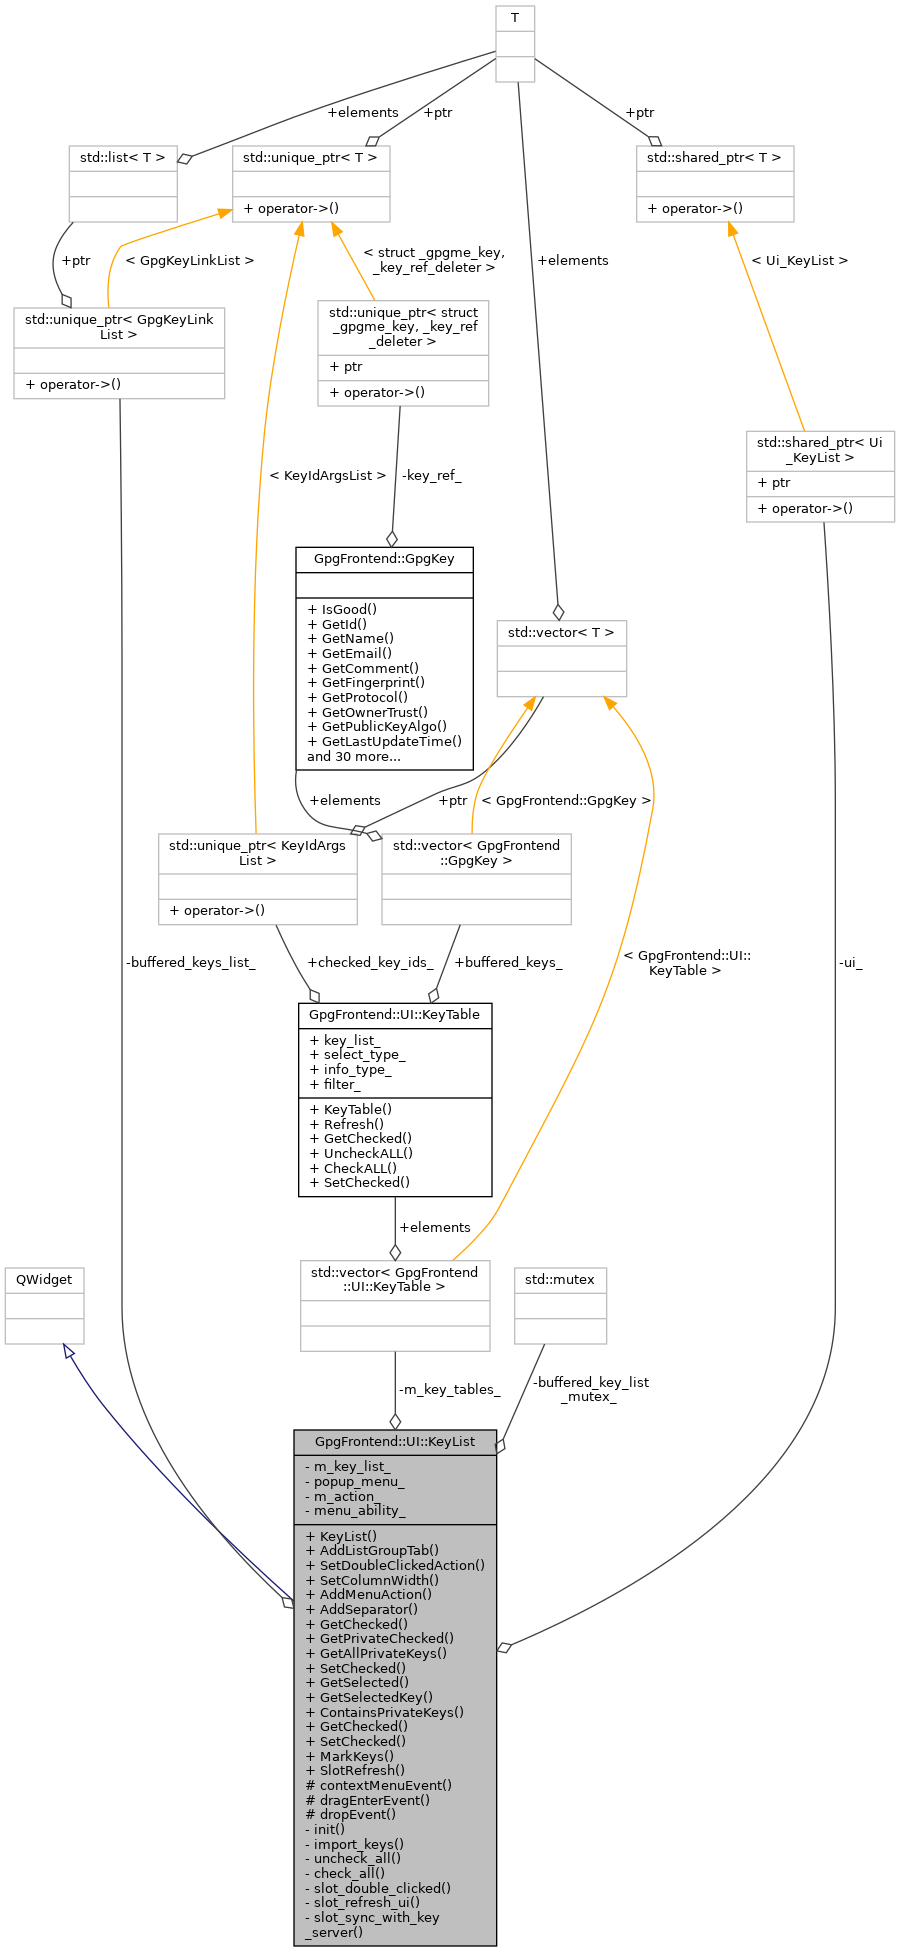 T
+elements
+ptr
+ptr
std::list< T >
std::unique_ptr< T >
+ operator->()
std::shared_ptr< T >
+ operator->()
+ptr
< GpgKeyLinkList >
< struct _gpgme_key,
_key_ref_deleter >
+elements
< Ui_KeyList >
std::unique_ptr< GpgKeyLink
List >
+ operator->()
std::unique_ptr< struct
_gpgme_key, _key_ref
_deleter >
+ ptr
+ operator->()
std::shared_ptr< Ui
_KeyList >
+ ptr
+ operator->()
< KeyIdArgsList >
-key_ref_
GpgFrontend::GpgKey
+ IsGood()
+ GetId()
+ GetName()
+ GetEmail()
+ GetComment()
+ GetFingerprint()
+ GetProtocol()
+ GetOwnerTrust()
+ GetPublicKeyAlgo()
+ GetLastUpdateTime()
and 30 more...
std::vector< T >
+elements
+ptr
< GpgFrontend::GpgKey >
std::unique_ptr< KeyIdArgs
List >
+ operator->()
std::vector< GpgFrontend
::GpgKey >
-buffered_keys_list_
+checked_key_ids_
+buffered_keys_
< GpgFrontend::UI::
KeyTable >
-ui_
GpgFrontend::UI::KeyTable
+ key_list_
+ select_type_
+ info_type_
+ filter_
+ KeyTable()
+ Refresh()
+ GetChecked()
+ UncheckALL()
+ CheckALL()
+ SetChecked()
+elements
QWidget
std::vector< GpgFrontend
::UI::KeyTable >
std::mutex
-m_key_tables_
-buffered_key_list
_mutex_
GpgFrontend::UI::KeyList
- m_key_list_
- popup_menu_
- m_action_
- menu_ability_
+ KeyList()
+ AddListGroupTab()
+ SetDoubleClickedAction()
+ SetColumnWidth()
+ AddMenuAction()
+ AddSeparator()
+ GetChecked()
+ GetPrivateChecked()
+ GetAllPrivateKeys()
+ SetChecked()
+ GetSelected()
+ GetSelectedKey()
+ ContainsPrivateKeys()
+ GetChecked()
+ SetChecked()
+ MarkKeys()
+ SlotRefresh()
# contextMenuEvent()
# dragEnterEvent()
# dropEvent()
- init()
- import_keys()
- uncheck_all()
- check_all()
- slot_double_clicked()
- slot_refresh_ui()
- slot_sync_with_key
_server()